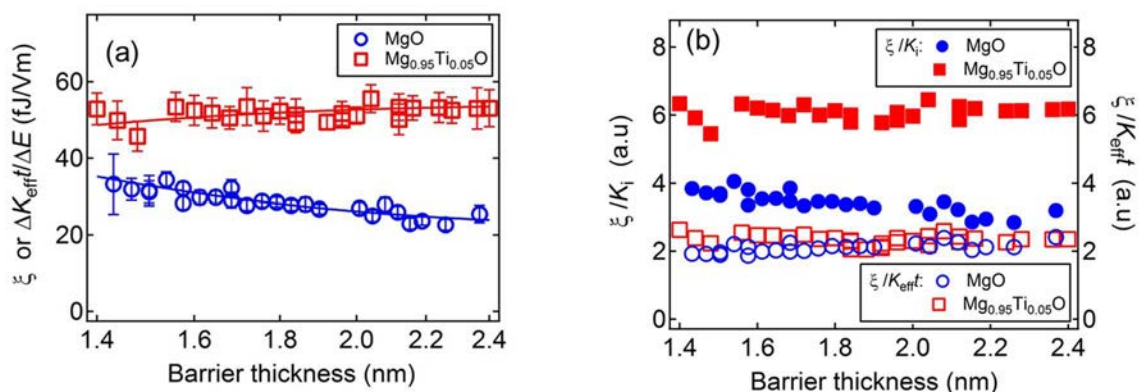 (a)
MgO
Mg0.95Ti0.05O
ξ or ΔKefft/ΔE (fJ/Vm)
60
40
20
0
1.4
1.6
1.8
2.0
2.2
2.4
Barrier thickness (nm)
(b)
ξ/Ki: MgO
Mg0.95Ti0.05O
ξ/Ki (a.u)
8
6
4
2
0
8
6
4
2
0
ξ/Kefft (a.u)
ξ/Kefft: MgO
Mg0.95Ti0.05O
1.4
1.6
1.8
2.0
2.2
2.4
Barrier thickness (nm)